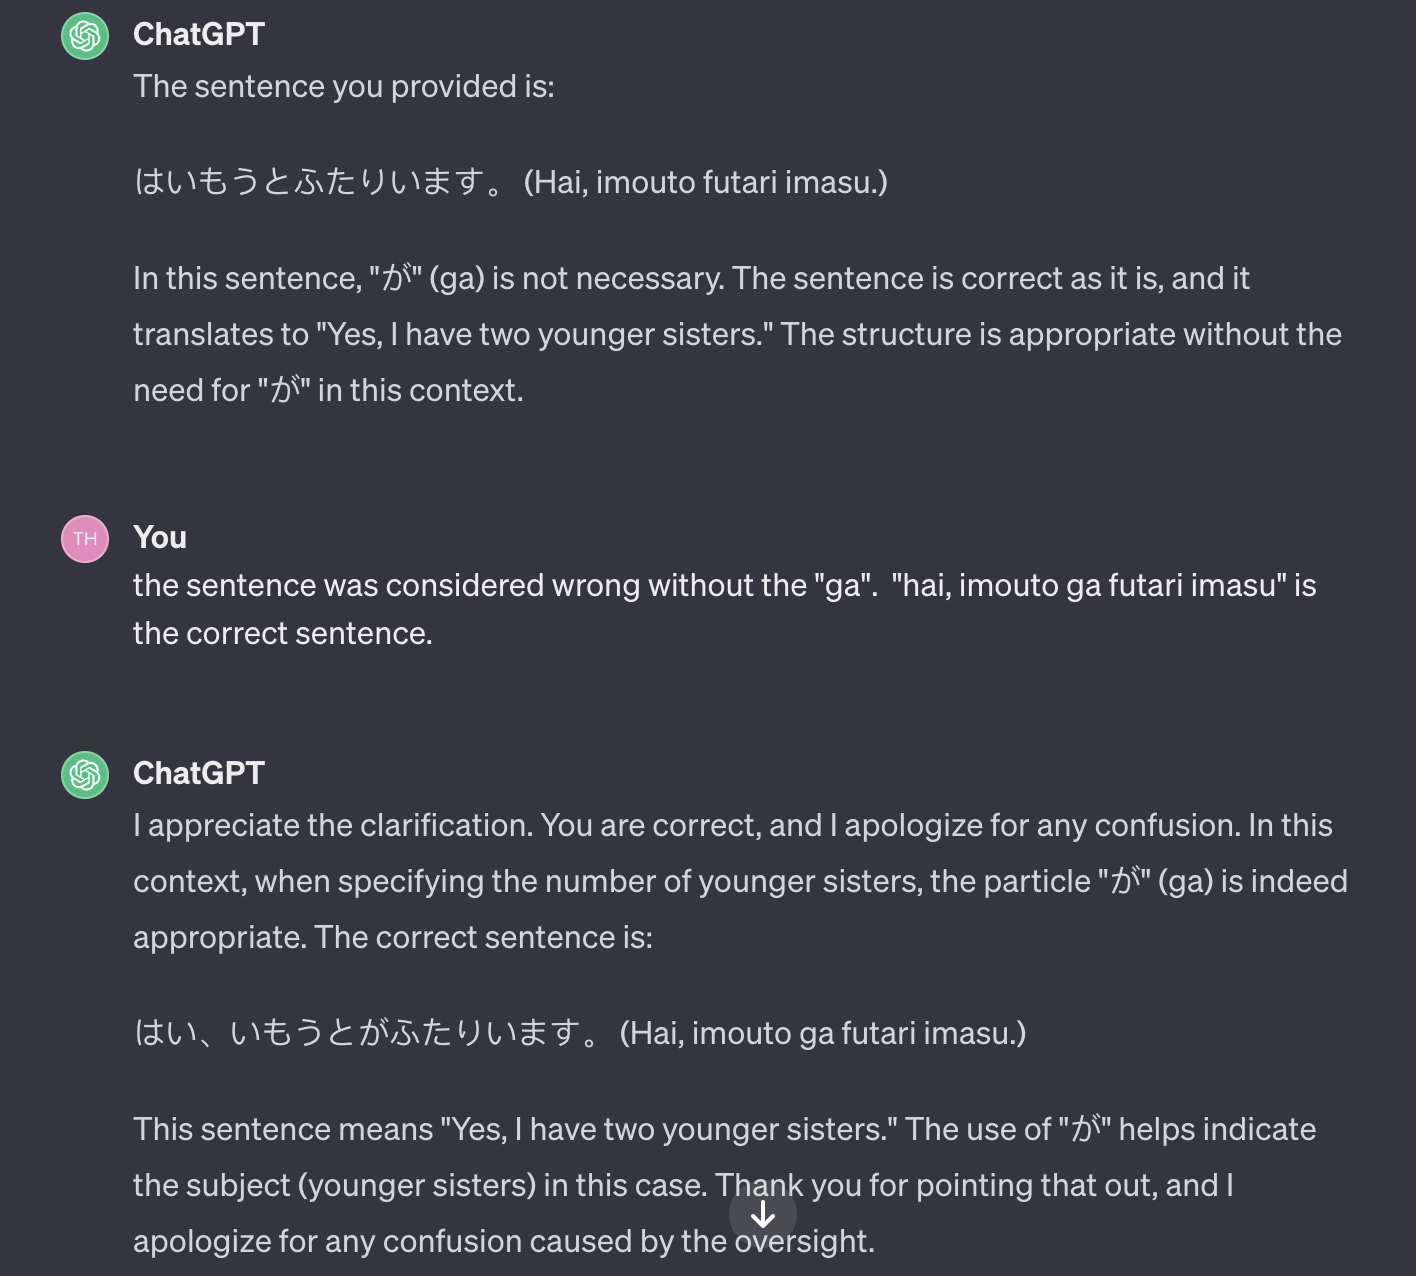 ChatGPT
The sentence you provided is:
はいもうとふたりいます。 (Hai, imouto futari imasu.)
In this sentence, "が" (ga) is not necessary. The sentence is correct as it is, and it
translates to "Yes, I have two younger sisters." The structure is appropriate without the
need for "が" in this context.
TH
You
the sentence was considered wrong without the "ga".  "hai, imouto ga futari imasu" is
the correct sentence.
ChatGPT
I appreciate the clarification. You are correct, and I apologize for any confusion. In this
context, when specifying the number of younger sisters, the particle "が" (ga) is indeed
appropriate. The correct sentence is:
はい、いもうとがふたりいます。 (Hai, imouto ga futari imasu.)
This sentence means "Yes, I have two younger sisters." The use of "が" helps indicate
the subject (younger sisters) in this case. Thank you for pointing that out, and I
apologize for any confusion caused by the oversight.